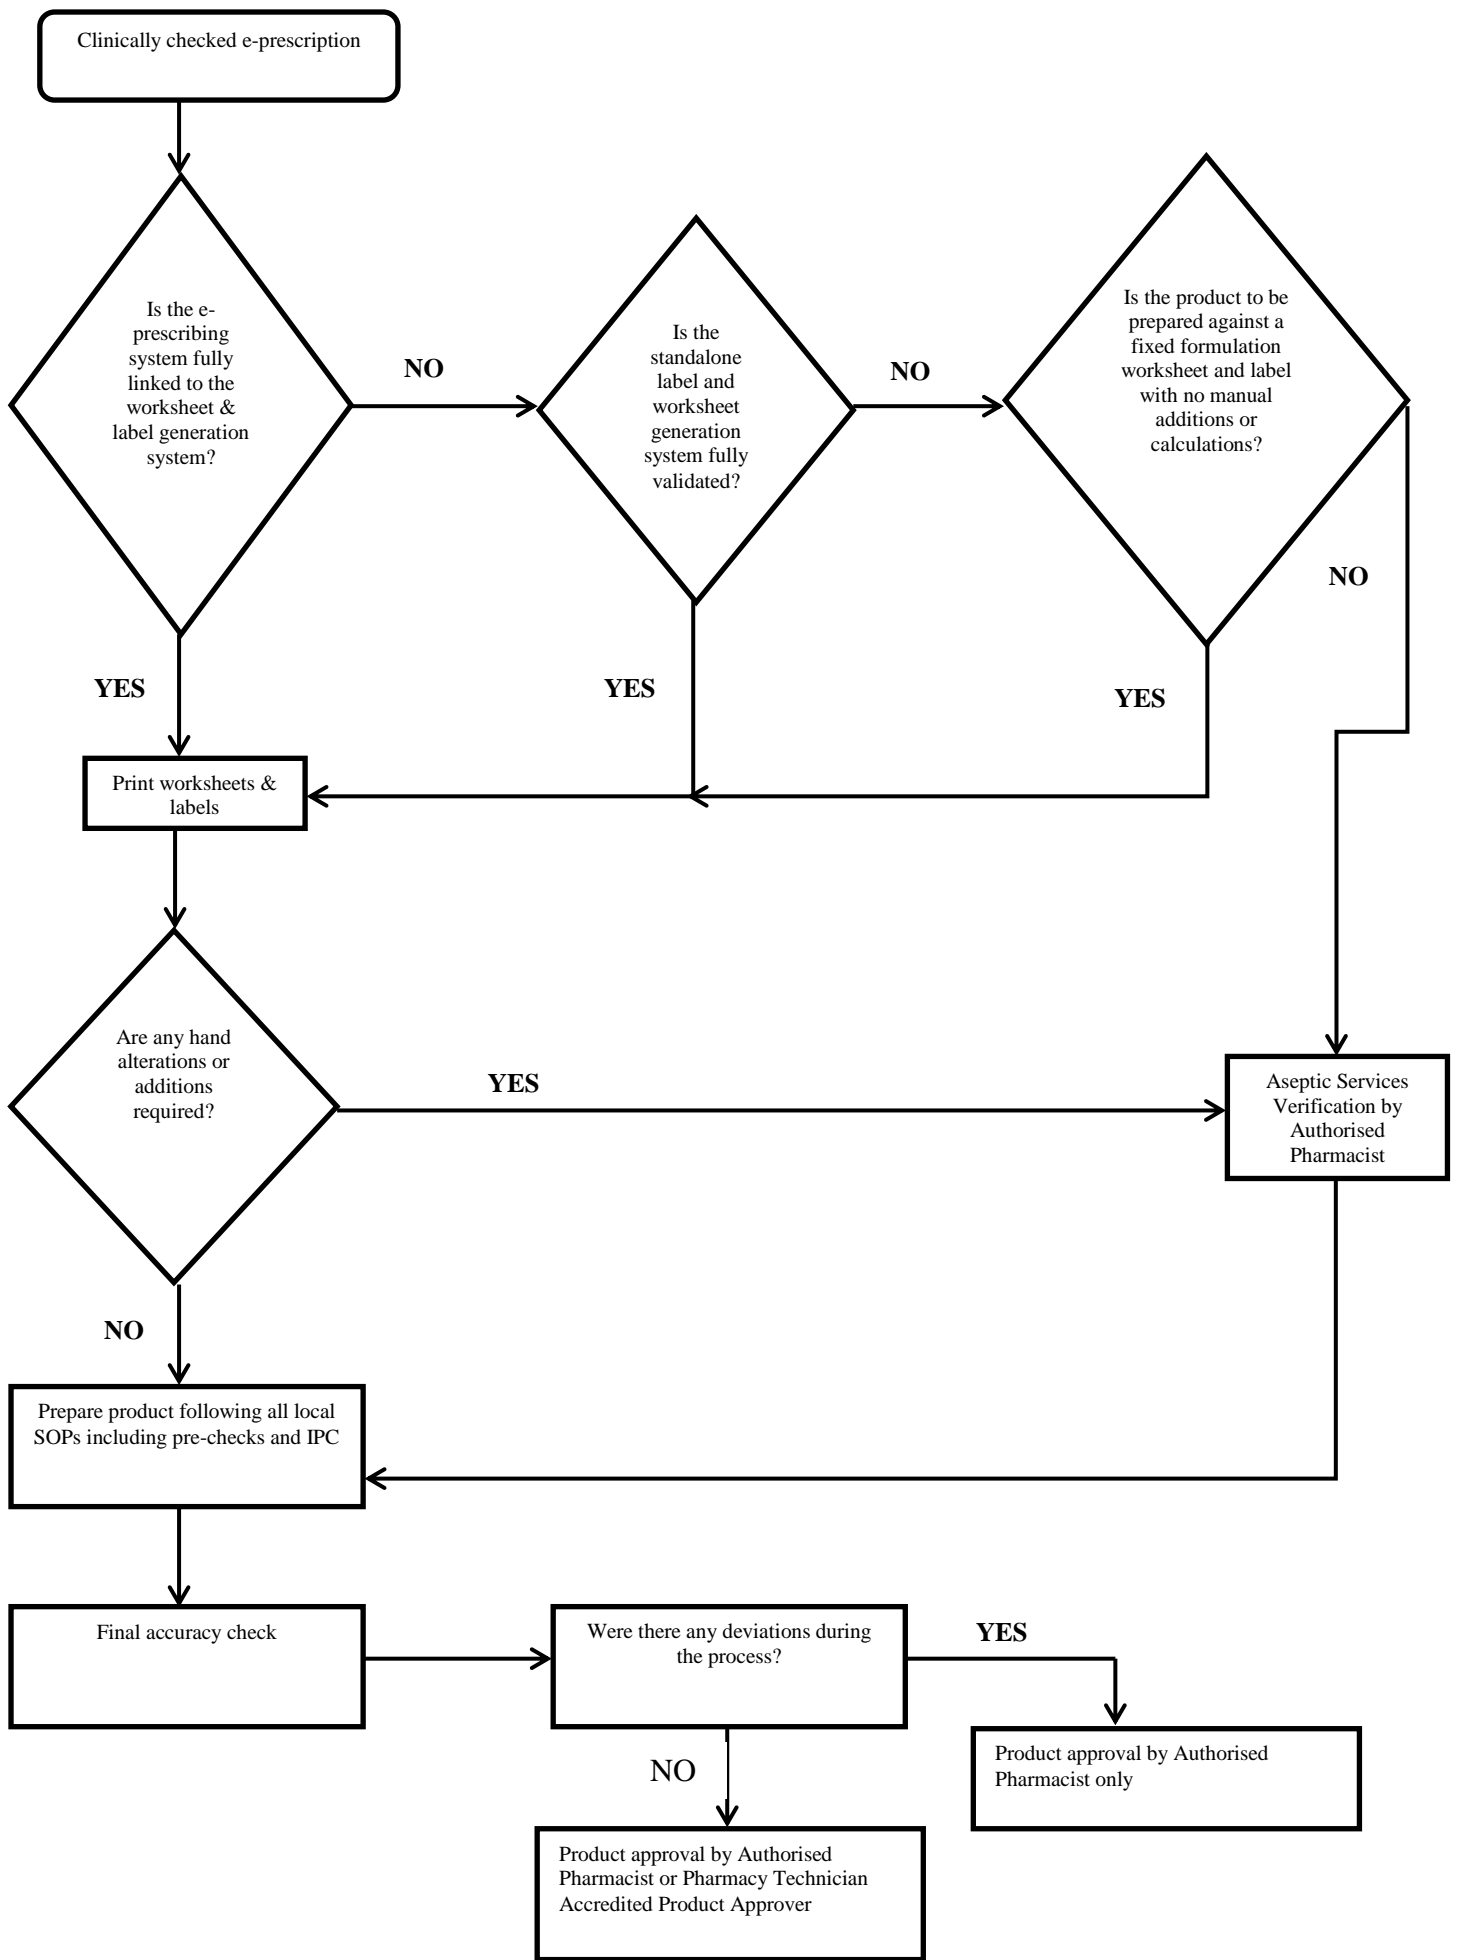 Clinically checked e-prescription
Is the e-
prescribing
system fully
linked to the
worksheet &
label generation
system?
NO
Is the
standalone
label and
worksheet
generation
system fully
validated?
NO
Is the product to be
prepared against a
fixed formulation
worksheet and label
with no manual
additions or
calculations?
NO
YES
YES
YES
Print worksheets &
labels
Are any hand
alterations or
additions
required?
YES
Aseptic Services
Verification by
Authorised
Pharmacist
NO
Prepare product following all local
SOPs including pre-checks and IPC
Final accuracy check
Were there any deviations during
the process?
YES
Product approval by Authorised
Pharmacist only
NO
Product approval by Authorised
Pharmacist or Pharmacy Technician
Accredited Product Approver